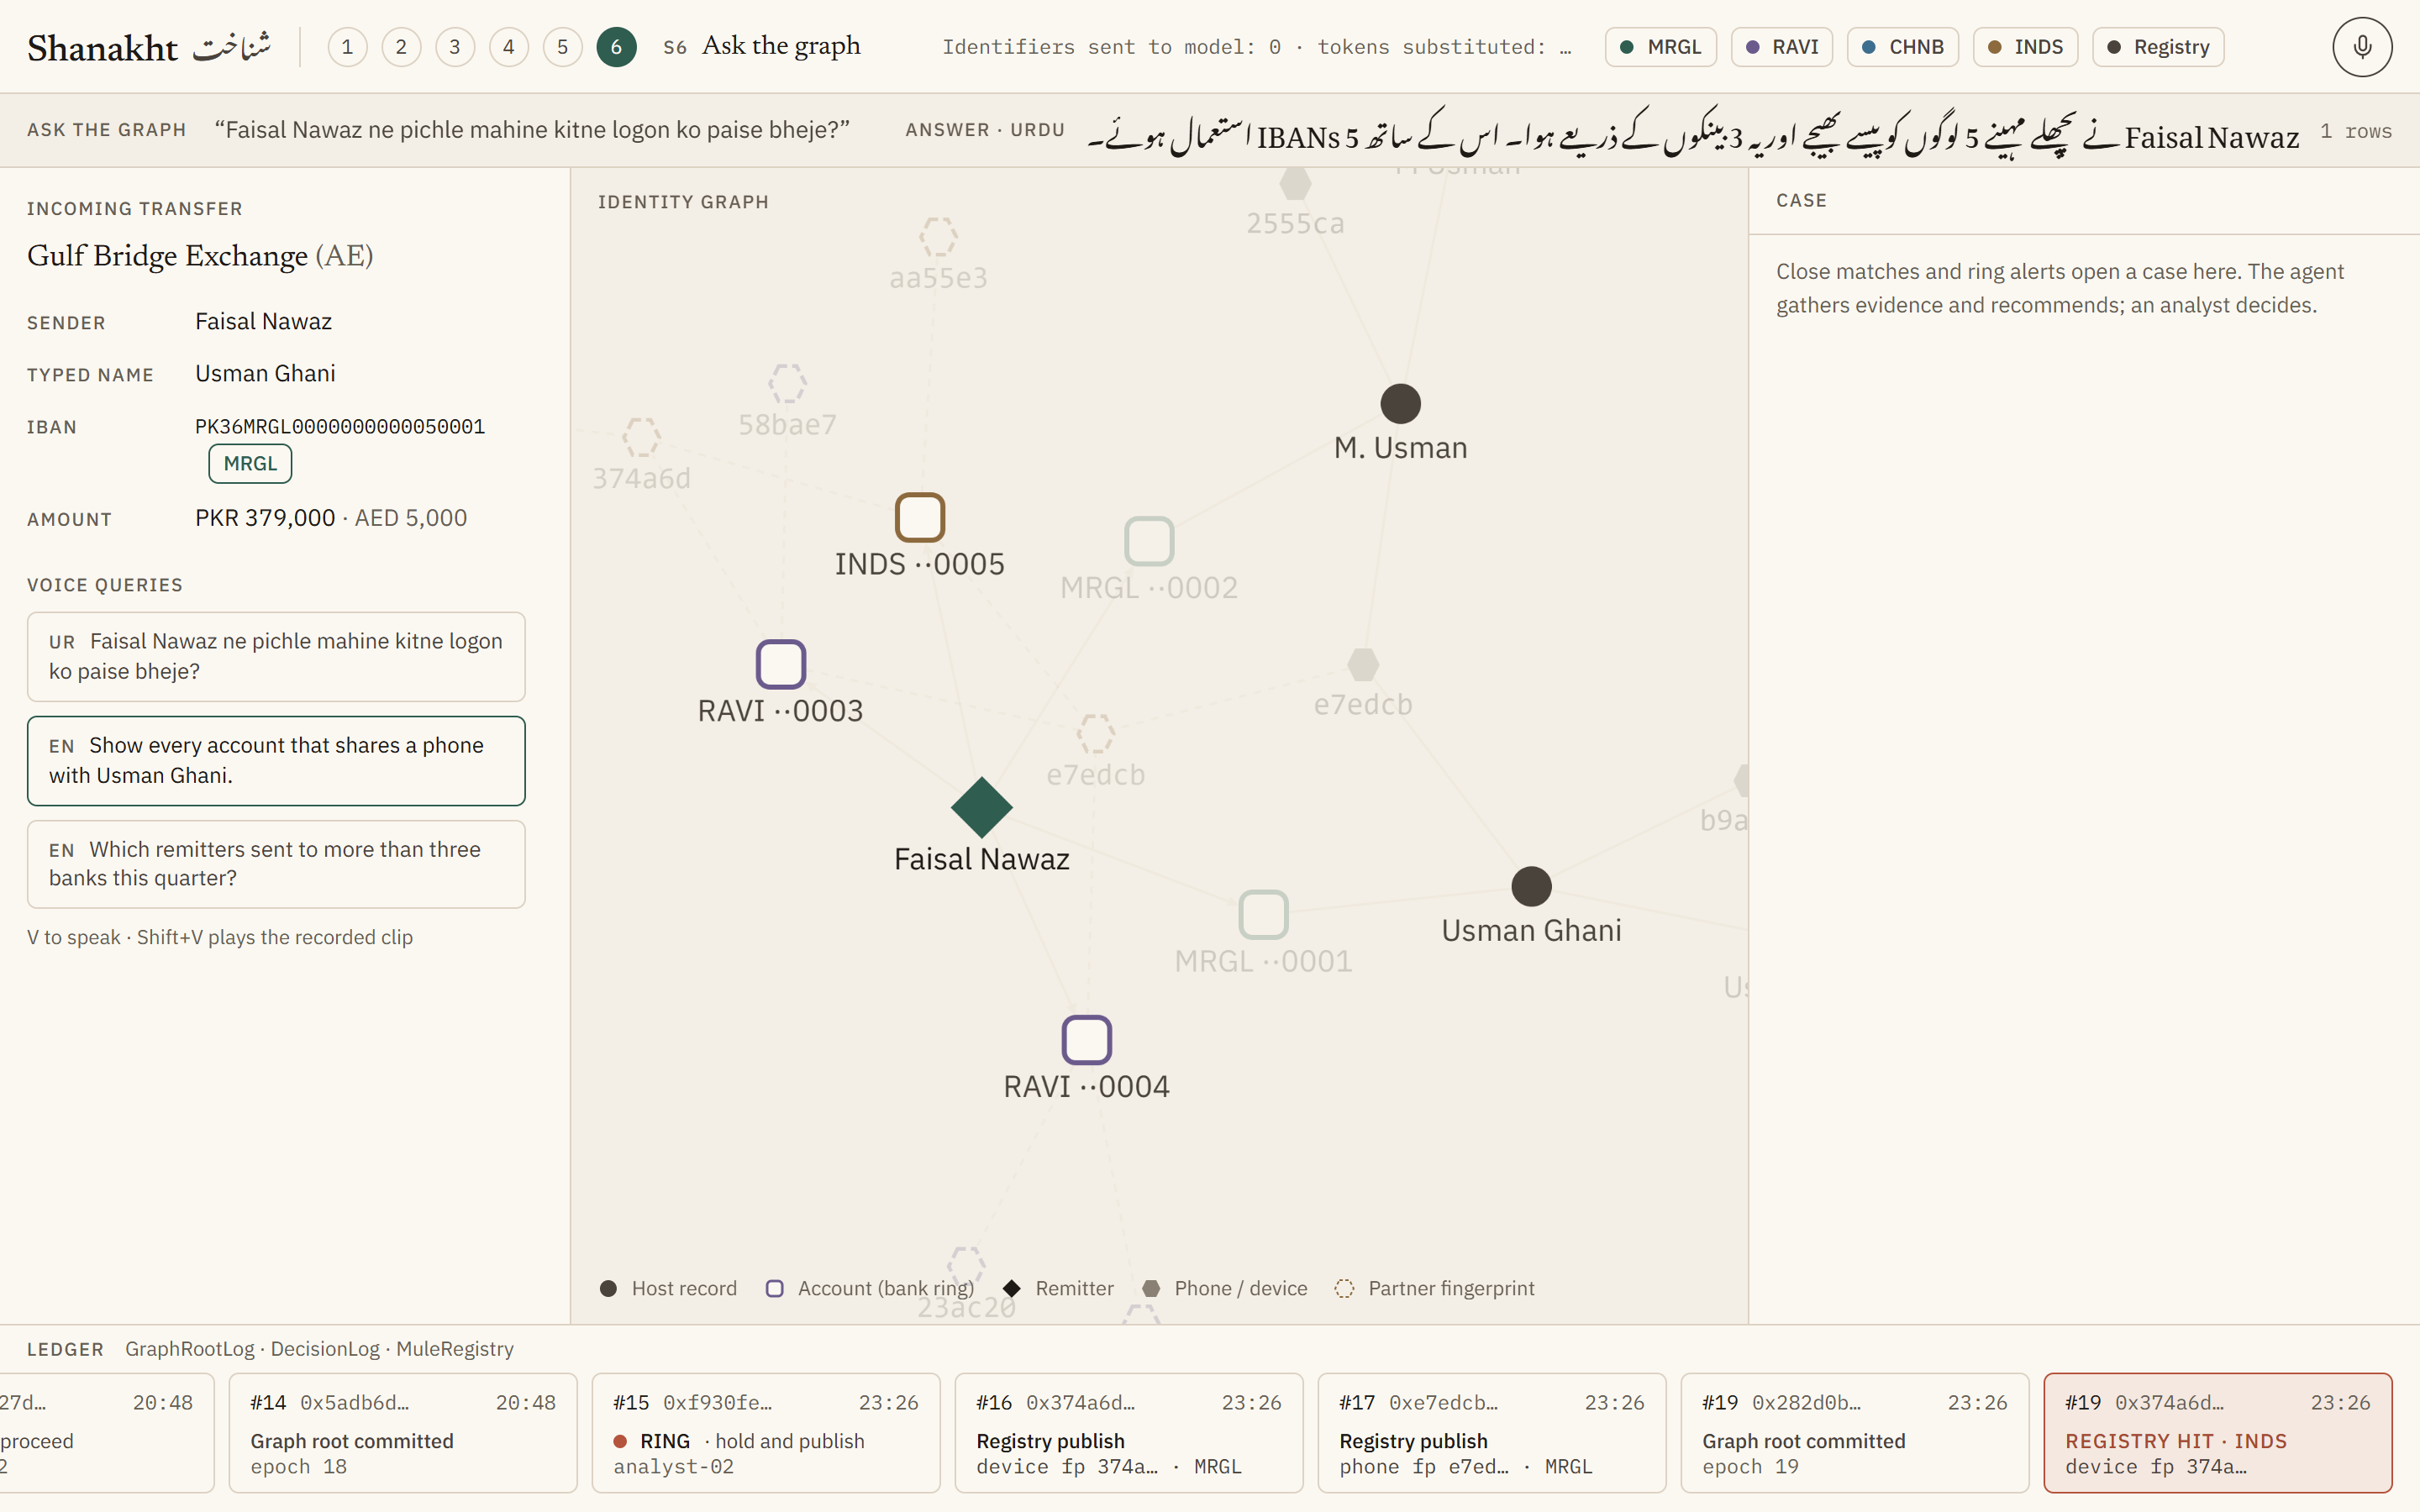 Shanakht شناخت
1 2 3 4 5 6
S6 Ask the graph
Identifiers sent to model: 0 · tokens substituted: …
MRGL RAVI CHNB INDS Registry
ASK THE GRAPH “Faisal Nawaz ne pichle mahine kitne logon ko paise bheje?”
ANSWER · URDU
Faisal Nawaz نے پچھلے مہینے 5 لوگوں کو پیسے بھیجے اور یہ 3 بینکوں کے ذریعے ہوا۔ اس کے ساتھ 5 IBANs استعمال ہوئے۔
1 rows
INCOMING TRANSFER
Gulf Bridge Exchange (AE)
SENDER Faisal Nawaz
TYPED NAME Usman Ghani
IBAN PK36MRGL0000000000050001
MRGL
AMOUNT PKR 379,000 · AED 5,000
VOICE QUERIES
UR Faisal Nawaz ne pichle mahine kitne logon
ko paise bheje?
EN Show every account that shares a phone
with Usman Ghani.
EN Which remitters sent to more than three
banks this quarter?
V to speak · Shift+V plays the recorded clip
IDENTITY GRAPH
2555ca
aa55e3
58bae7
374a6d
M. Usman
INDS ··0005
MRGL ··0002
RAVI ··0003
e7edcb
e7edcb
b9a
Faisal Nawaz
Usman Ghani
MRGL ··0001
Us
RAVI ··0004
23ac20
Host record Account (bank ring) Remitter Phone / device Partner fingerprint
CASE
Close matches and ring alerts open a case here. The agent
gathers evidence and recommends; an analyst decides.
LEDGER GraphRootLog · DecisionLog · MuleRegistry
27d… 20:48
proceed
2
#14 0x5adb6d… 20:48
Graph root committed
epoch 18
#15 0xf930fe… 23:26
RING · hold and publish
analyst-02
#16 0x374a6d… 23:26
Registry publish
device fp 374a… · MRGL
#17 0xe7edcb… 23:26
Registry publish
phone fp e7ed… · MRGL
#19 0x282d0b… 23:26
Graph root committed
epoch 19
#19 0x374a6d… 23:26
REGISTRY HIT · INDS
device fp 374a…